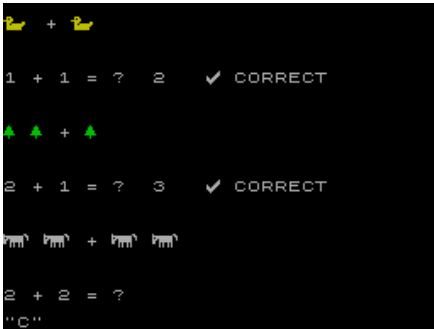 +
1 + 1 = ? 2 ✓ CORRECT
+
2 + 1 = ? 3 ✓ CORRECT
+
2 + 2 = ?
"C"